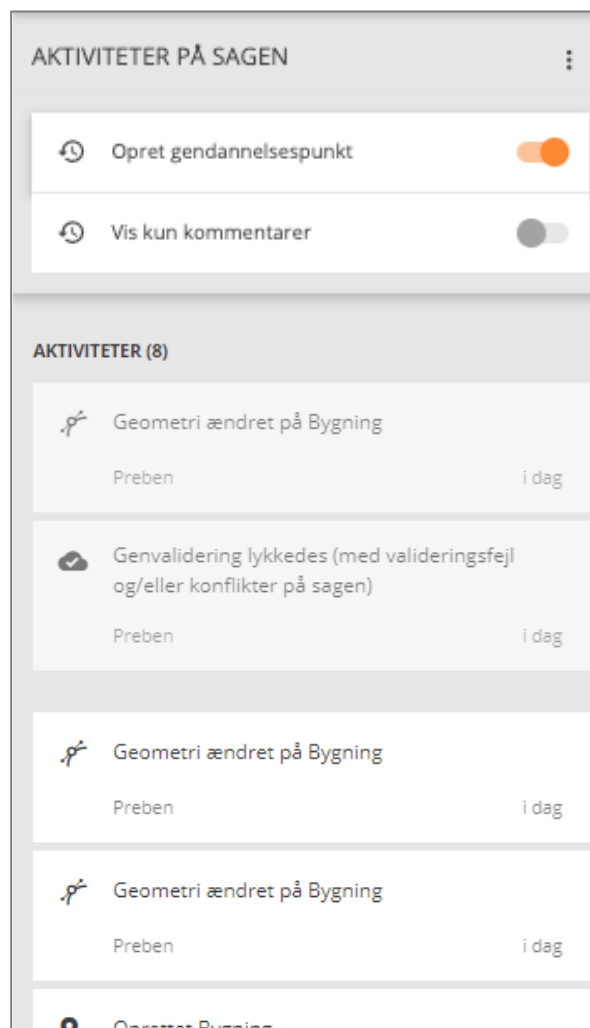 AKTIVITETER PÅ SAGEN
Opret gendannelsespunkt
Vis kun kommentarer
AKTIVITETER (8)
Geometri ændret på Bygning
Preben i dag
Genvalidering lykkedes (med valideringsfejl
og/eller konflikter på sagen)
Preben i dag
Geometri ændret på Bygning
Preben i dag
Geometri ændret på Bygning
Preben i dag
Oprettet Bygning